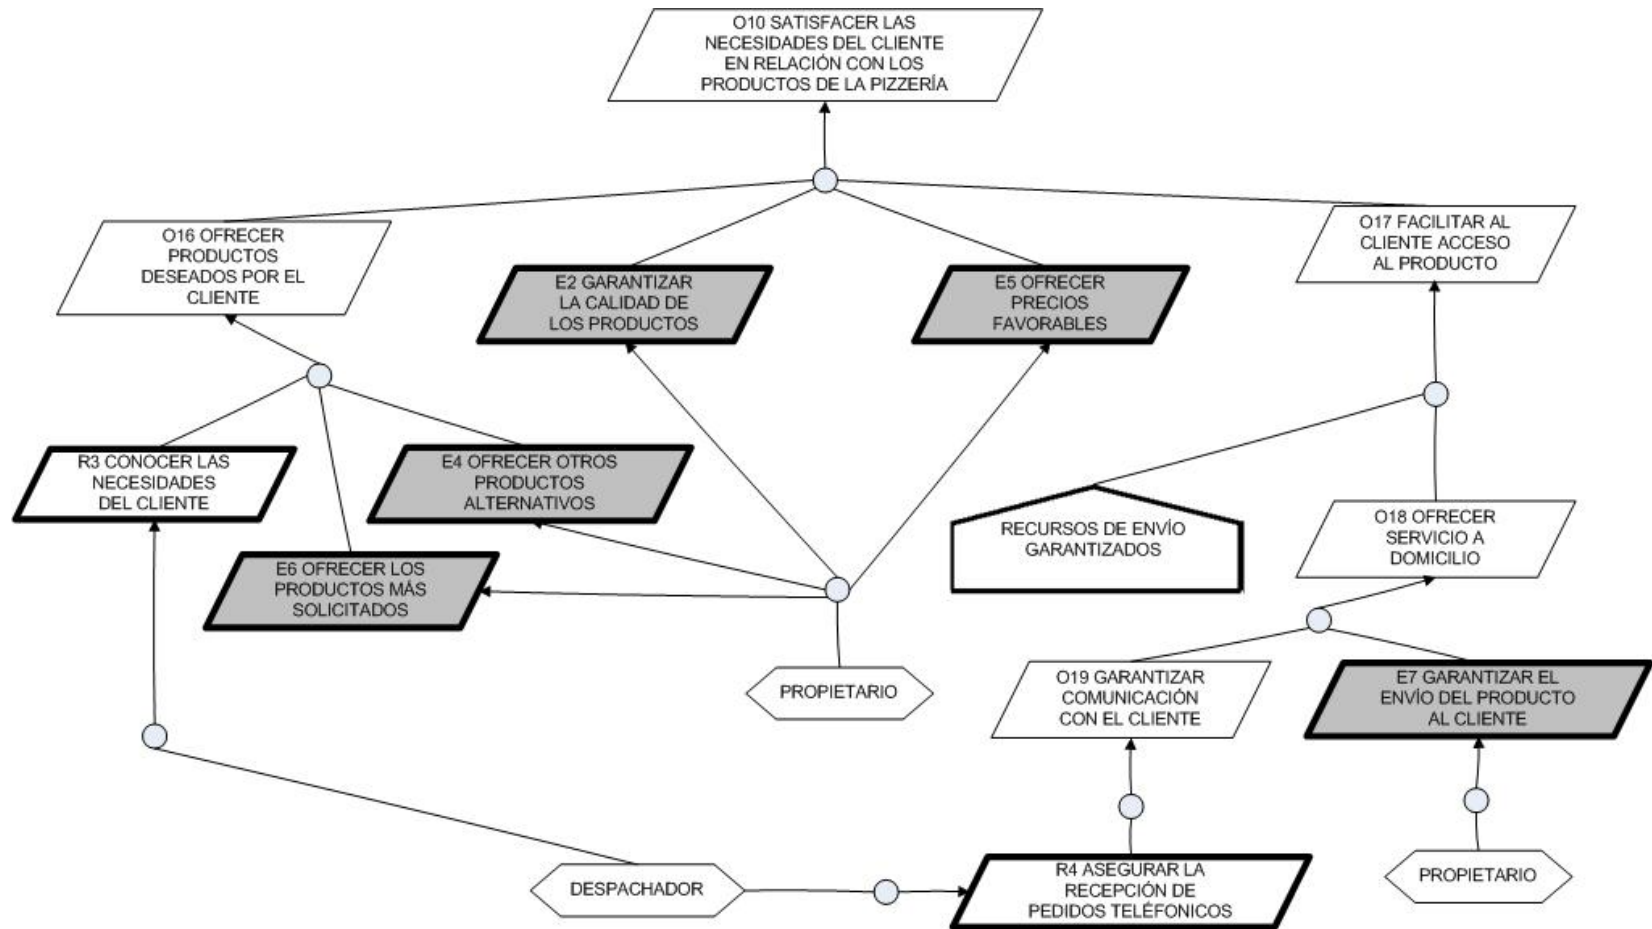 O10 SATISFACER LAS
NECESIDADES DEL CLIENTE
EN RELACIÓN CON LOS
PRODUCTOS DE LA PIZZERÍA
O16 OFRECER
PRODUCTOS
DESEADOS POR EL
CLIENTE
E2 GARANTIZAR
LA CALIDAD DE
LOS PRODUCTOS
E5 OFRECER
PRECIOS
FAVORABLES
O17 FACILITAR AL
CLIENTE ACCESO
AL PRODUCTO
R3 CONOCER LAS
NECESIDADES
DEL CLIENTE
E4 OFRECER OTROS
PRODUCTOS
ALTERNATIVOS
E6 OFRECER LOS
PRODUCTOS MÁS
SOLICITADOS
RECURSOS DE ENVÍO
GARANTIZADOS
O18 OFRECER
SERVICIO A
DOMICILIO
PROPIETARIO
O19 GARANTIZAR
COMUNICACIÓN
CON EL CLIENTE
E7 GARANTIZAR EL
ENVÍO DEL PRODUCTO
AL CLIENTE
DESPACHADOR
R4 ASEGURAR LA
RECEPCIÓN DE
PEDIDOS TELÉFONICOS
PROPIETARIO